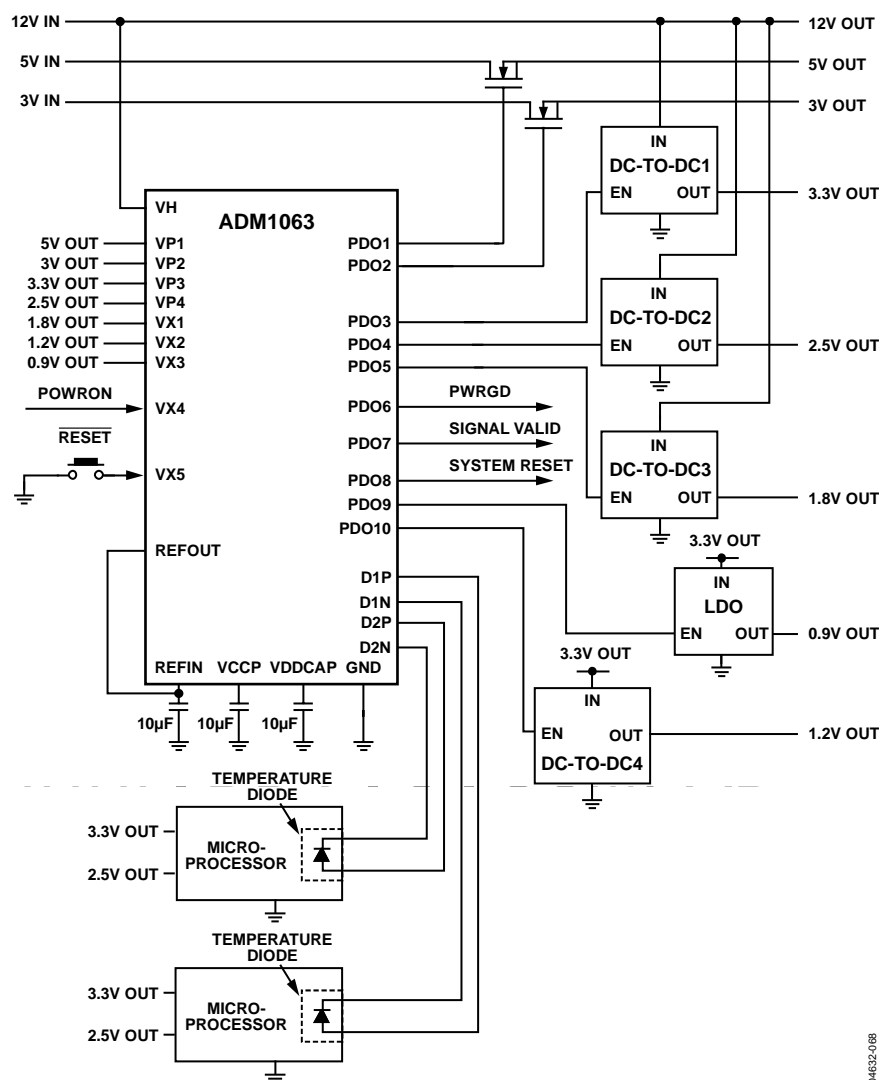 12V IN
12V OUT
5V IN
5V OUT
3V IN
3V OUT
IN
DC-TO-DC1
EN OUT
3.3V OUT
VH
ADM1063
5V OUT VP1
3V OUT VP2
3.3V OUT VP3
2.5V OUT VP4
1.8V OUT VX1
1.2V OUT VX2
0.9V OUT VX3
POWRON
VX4
RESET
VX5
REFOUT
PDO1
PDO2
PDO3
PDO4
PDO5
PDO6
PWRGD
PDO7
SIGNAL VALID
PDO8
SYSTEM RESET
PDO9
PDO10
D1P
D1N
D2P
D2N
REFIN VCCP VDDCAP GND
10µF 10µF 10µF
IN
DC-TO-DC2
EN OUT
2.5V OUT
IN
DC-TO-DC3
EN OUT
1.8V OUT
3.3V OUT
IN
LDO
EN OUT
0.9V OUT
3.3V OUT
IN
EN OUT
DC-TO-DC4
1.2V OUT
TEMPERATURE
DIODE
3.3V OUT
2.5V OUT
MICRO-
PROCESSOR
TEMPERATURE
DIODE
3.3V OUT
2.5V OUT
MICRO-
PROCESSOR